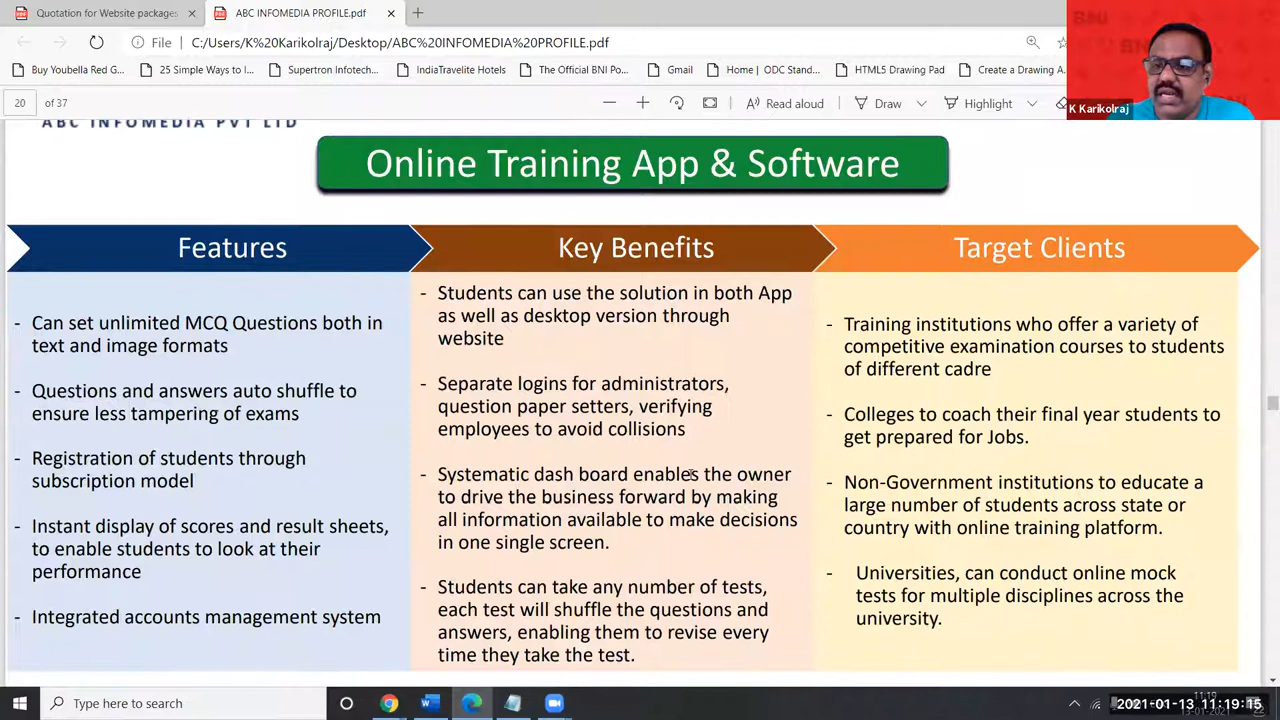 Quotation for Website packages
ABC INFOMEDIA PROFILE.pdf
File
C:/Users/K%20Karikolraj/Desktop/ABC%20INFOMEDIA%20PROFILE.pdf
Buy Youbella Red G...
25 Simple Ways to I...
Supertron Infotech...
IndiaTravelite Hotels
The Official BNI Po...
Gmail
Home | ODC Stand...
HTML5 Drawing Pad
Create a Drawing A...
20 of 37
Read aloud
Draw
Highlight
K Karikolraj
ABC INFOMEDIA PVT LTD
Online Training App & Software
Features
- Can set unlimited MCQ Questions both in
text and image formats
- Questions and answers auto shuffle to
ensure less tampering of exams
- Registration of students through
subscription model
- Instant display of scores and result sheets,
to enable students to look at their
performance
- Integrated accounts management system
Key Benefits
- Students can use the solution in both App
as well as desktop version through
website
- Separate logins for administrators,
question paper setters, verifying
employees to avoid collisions
- Systematic dash board enables the owner
to drive the business forward by making
all information available to make decisions
in one single screen.
- Students can take any number of tests,
each test will shuffle the questions and
answers, enabling them to revise every
time they take the test.
Target Clients
- Training institutions who offer a variety of
competitive examination courses to students
of different cadre
- Colleges to coach their final year students to
get prepared for Jobs.
- Non-Government institutions to educate a
large number of students across state or
country with online training platform.
- Universities, can conduct online mock
tests for multiple disciplines across the
university.
Type here to search
11:19
13-01-2021
2021-01-13 11:19:15